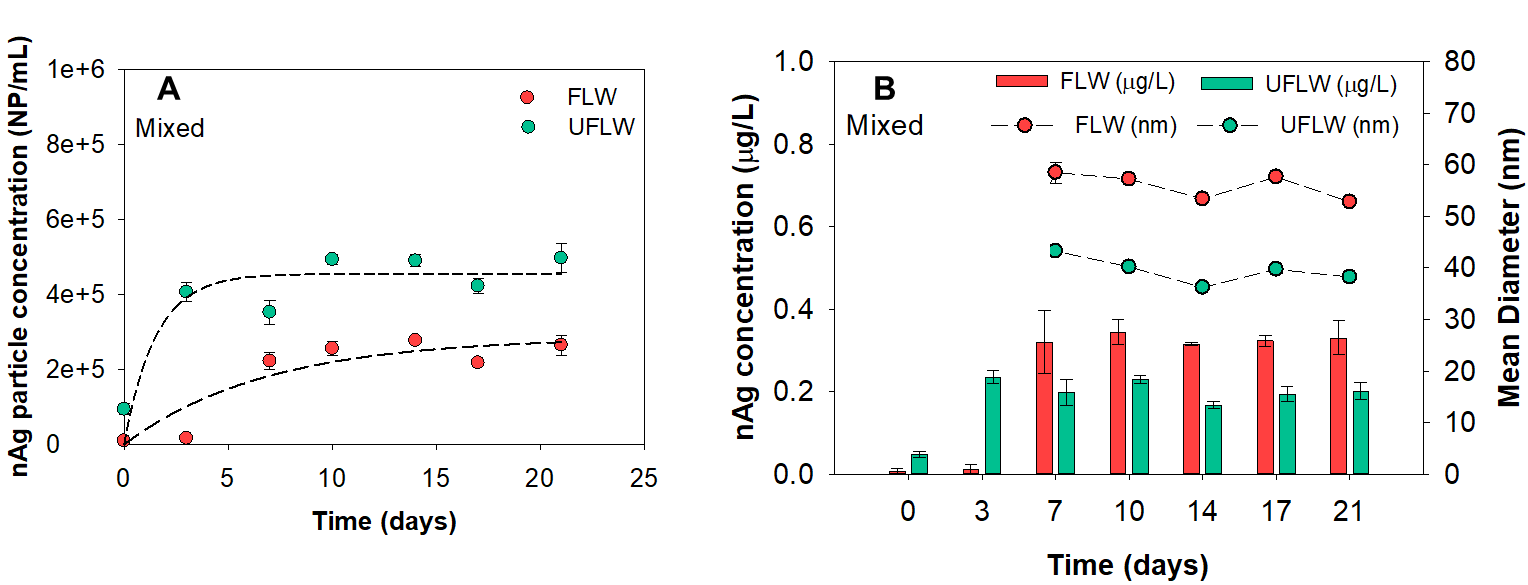 nAg particle concentration (NP/mL)
1e+6
8e+5
6e+5
4e+5
2e+5
0
A
Mixed
FLW
UFLW
0 5 10 15 20 25
Time (days)
nAg concentration (μg/L)
1.0
0.8
0.6
0.4
0.2
0.0
B
Mixed
FLW (μg/L) UFLW (μg/L)
FLW (nm) UFLW (nm)
80
70
60
50
40
30
20
10
0
Mean Diameter (nm)
0 3 7 10 14 17 21
Time (days)